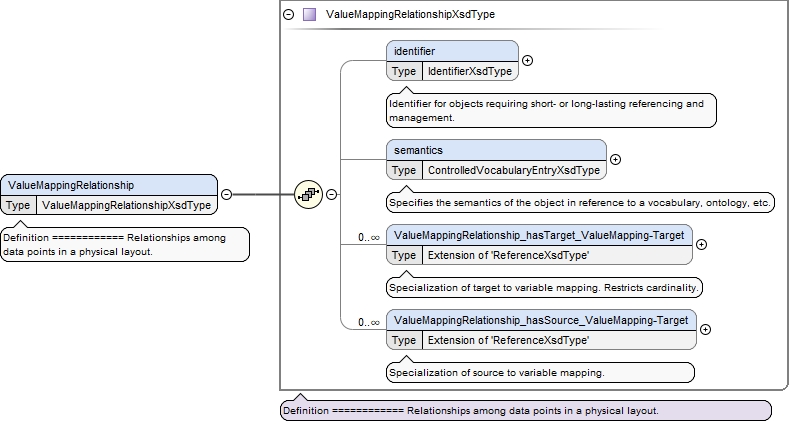 ValueMappingRelationshipXsdType
identifier
Type IdentifierXsdType
Identifier for objects requiring short- or long-lasting referencing and
management.
semantics
Type ControlledVocabularyEntryXsdType
Specifies the semantics of the object in reference to a vocabulary, ontology, etc.
ValueMappingRelationship
Type ValueMappingRelationshipXsdType
Definition ============ Relationships among
data points in a physical layout.
0..∞ ValueMappingRelationship_hasTarget_ValueMapping-Target
Type Extension of 'ReferenceXsdType'
Specialization of target to variable mapping. Restricts cardinality.
0..∞ ValueMappingRelationship_hasSource_ValueMapping-Target
Type Extension of 'ReferenceXsdType'
Specialization of source to variable mapping.
Definition ============ Relationships among data points in a physical layout.